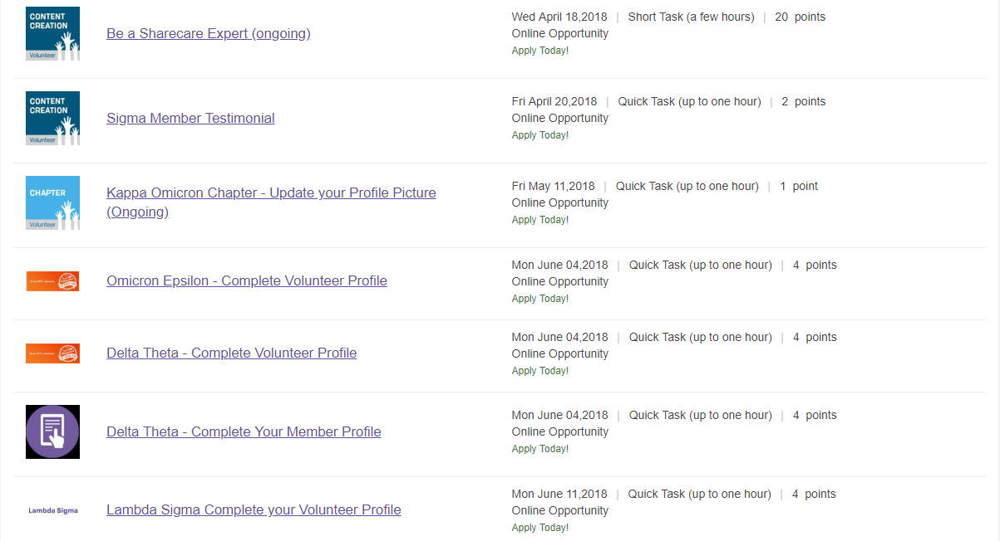 CONTENT
CREATION
Volunteer
Be a Sharecare Expert (ongoing)
Wed April 18,2018 | Short Task (a few hours) | 20 points
Online Opportunity
Apply Today!
CONTENT
CREATION
Volunteer
Sigma Member Testimonial
Fri April 20,2018 | Quick Task (up to one hour) | 2 points
Online Opportunity
Apply Today!
CHAPTER
Volunteer
Kappa Omicron Chapter - Update your Profile Picture
(Ongoing)
Fri May 11,2018 | Quick Task (up to one hour) | 1 point
Online Opportunity
Apply Today!
Omicron Epsilon - Complete Volunteer Profile
Mon June 04,2018 | Quick Task (up to one hour) | 4 points
Online Opportunity
Apply Today!
Delta Theta - Complete Volunteer Profile
Mon June 04,2018 | Quick Task (up to one hour) | 4 points
Online Opportunity
Apply Today!
Delta Theta - Complete Your Member Profile
Mon June 04,2018 | Quick Task (up to one hour) | 4 points
Online Opportunity
Apply Today!
Lambda Sigma
Lambda Sigma Complete your Volunteer Profile
Mon June 11,2018 | Quick Task (up to one hour) | 4 points
Online Opportunity
Apply Today!